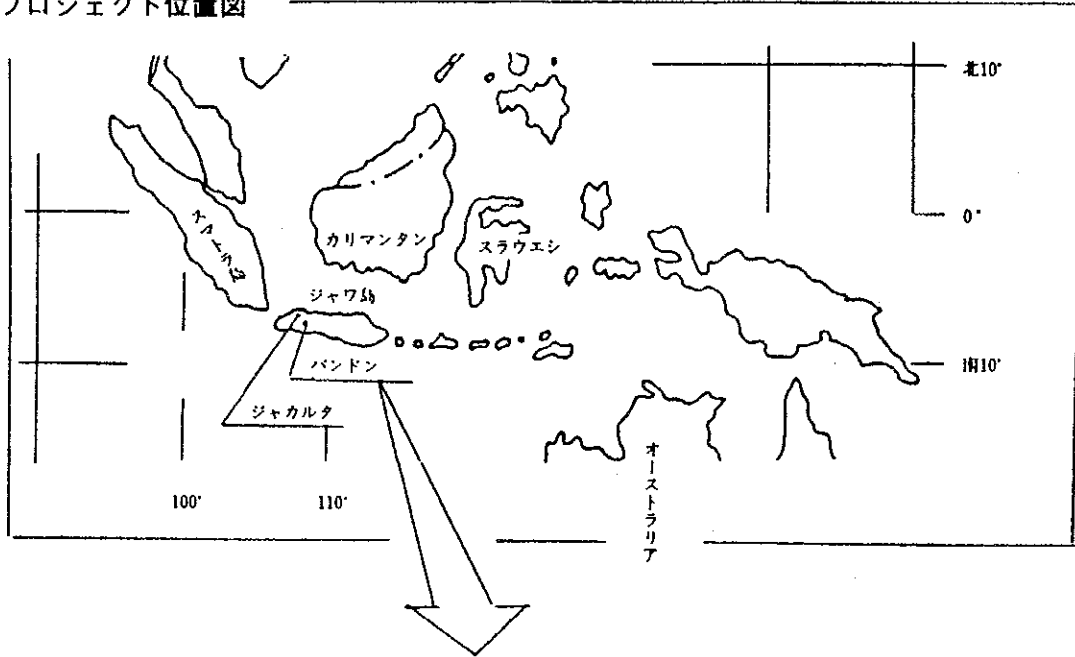 プロジェクト位置図
北10°
0°
スマトラ島
カリマンタン
スラウエシ
ジャワ島
バンドン
南10°
ジャカルタ
オーストラリア
100°
110°